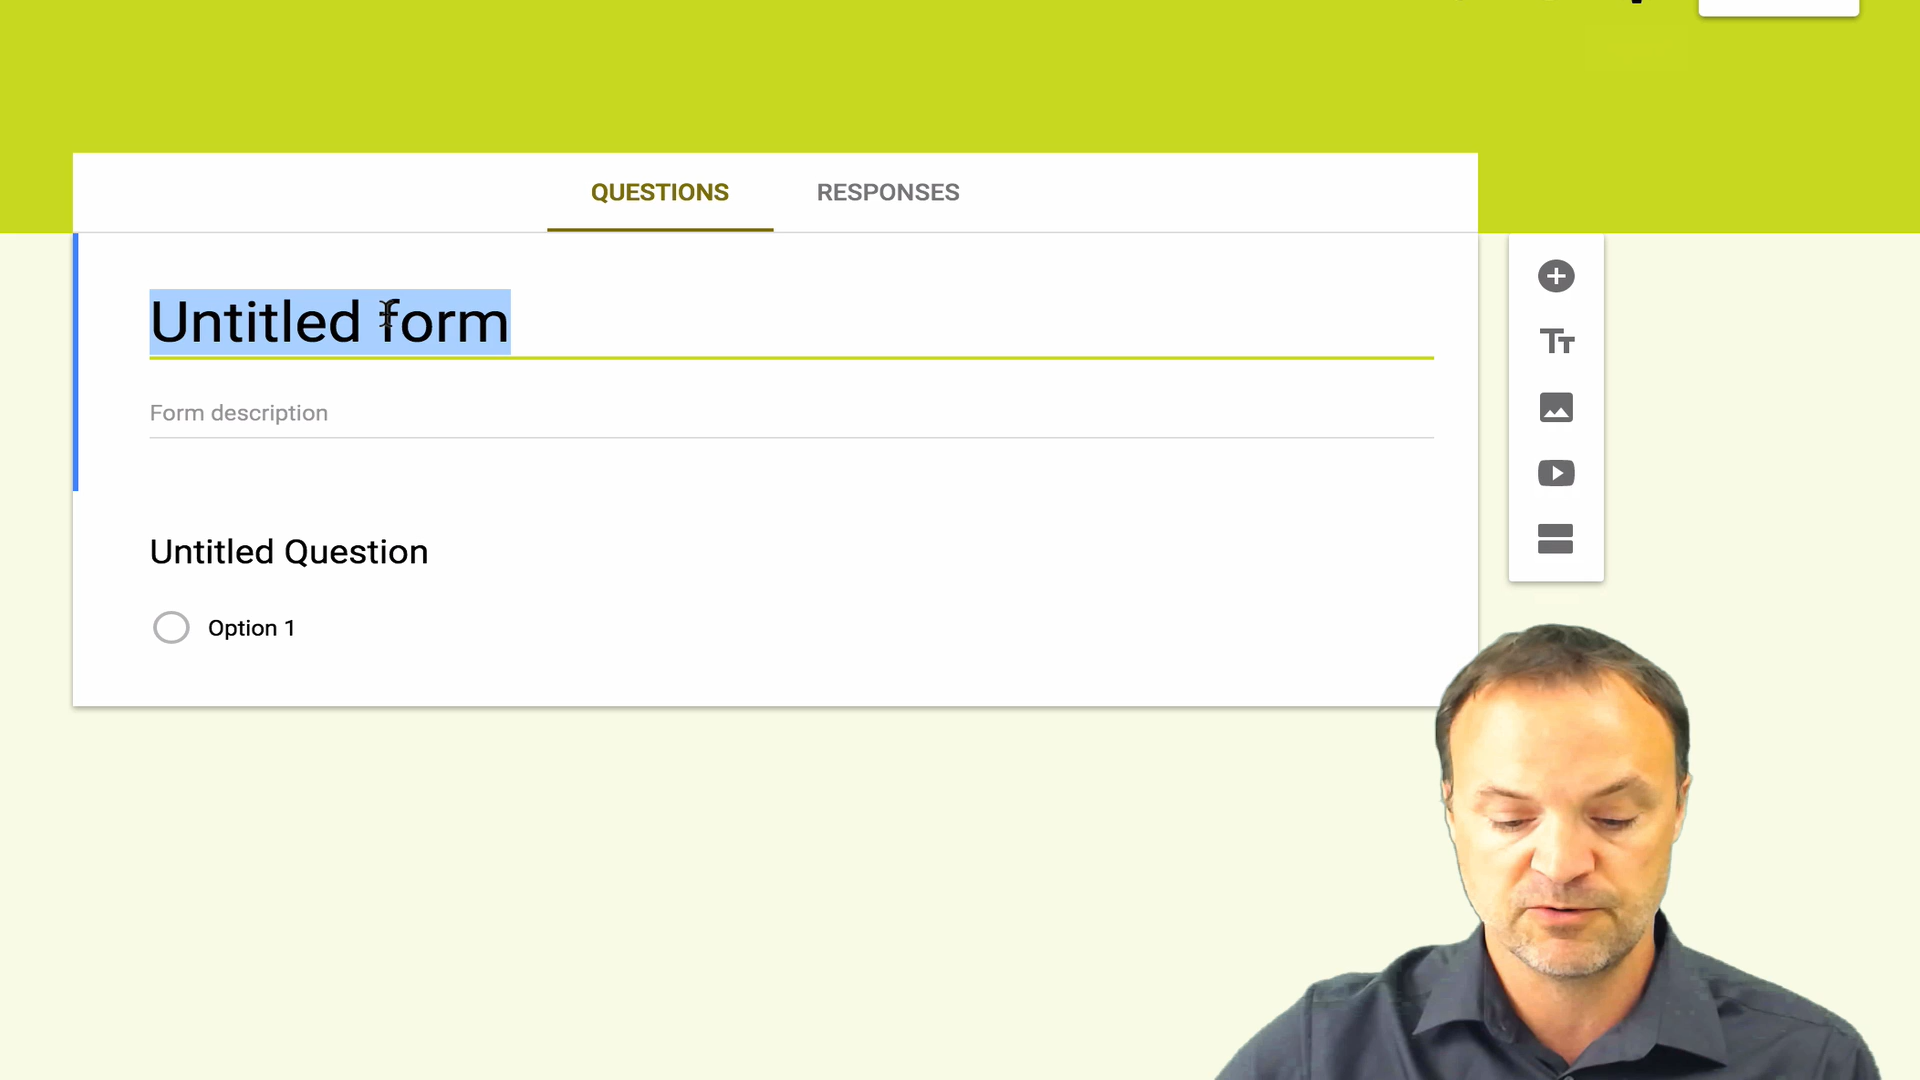 QUESTIONS RESPONSES
Untitled form
Form description
Untitled Question
Option 1